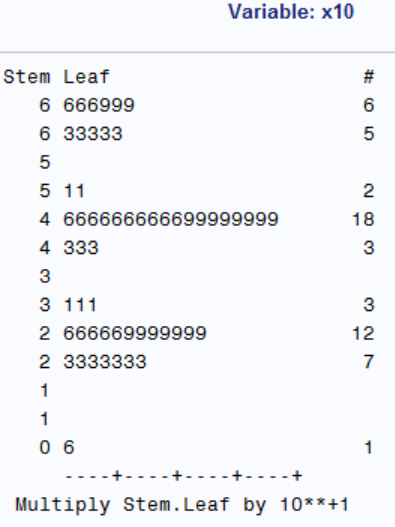 Variable: x10
Stem Leaf #
6 666999 6
6 33333 5
5
5 11 2
4 666666666699999999 18
4 333 3
3
3 111 3
2 666669999999 12
2 3333333 7
1
1
0 6 1
----+----+----+----+
Multiply Stem.Leaf by 10**+1